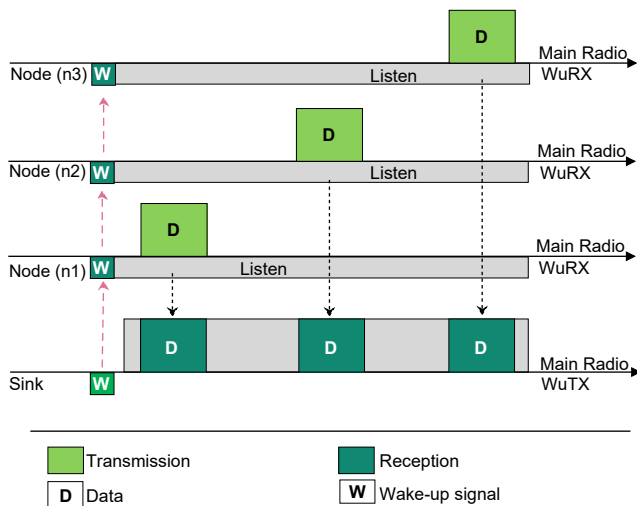 D
Main Radio
Node (n3) W Listen WuRX
D
Main Radio
Node (n2) W Listen WuRX
D
Main Radio
Node (n1) W Listen WuRX
D D D
Main Radio
Sink W WuTX
Transmission Reception
D Data W Wake-up signal